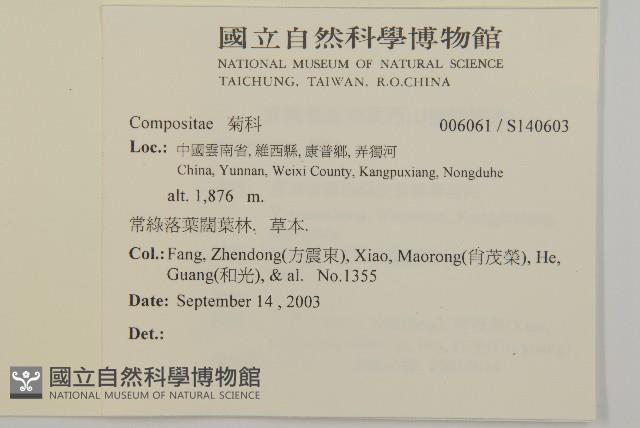 國立自然科學博物館
NATIONAL MUSEUM OF NATURAL SCIENCE
TAICHUNG, TAIWAN, R.O.CHINA
Compositae 菊科 006061 / S140603
Loc.: 中國雲南省, 維西縣, 康普鄉, 弄獨河
China, Yunnan, Weixi County, Kangpuxiang, Nongduhe
alt. 1,876 m.
常綠落葉闊葉林, 草本.
Col.: Fang, Zhendong(方震東), Xiao, Maorong(肖茂榮), He,
Guang(和光), & al. No.1355
Date: September 14 , 2003
Det.:
國立自然科學博物館
NATIONAL MUSEUM OF NATURAL SCIENCE